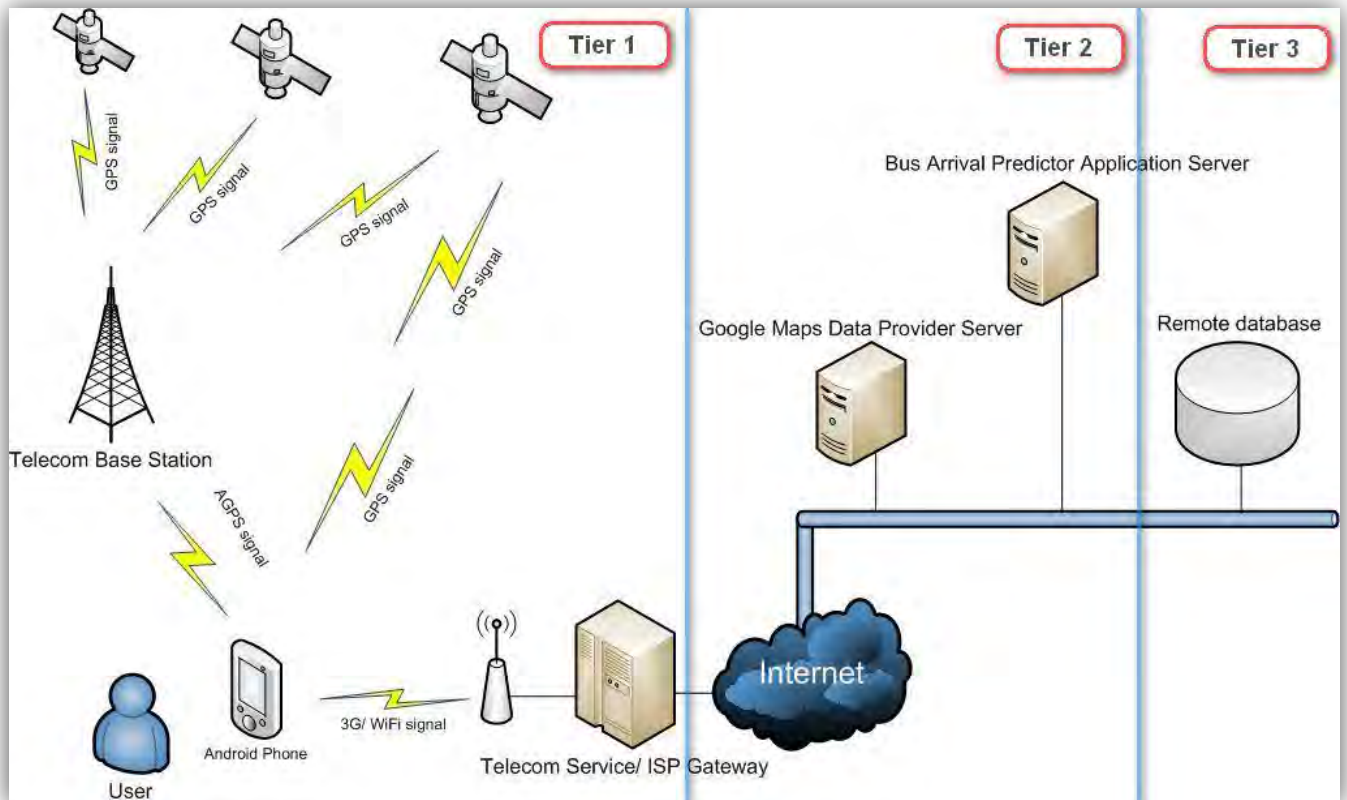 Tier 1
Tier 2
Tier 3
GPS signal
GPS signal
GPS signal
GPS signal
Bus Arrival Predictor Application Server
Google Maps Data Provider Server
Remote database
Telecom Base Station
AGPS signal
GPS signal
Internet
3G/ WiFi signal
Android Phone
Telecom Service/ ISP Gateway
User